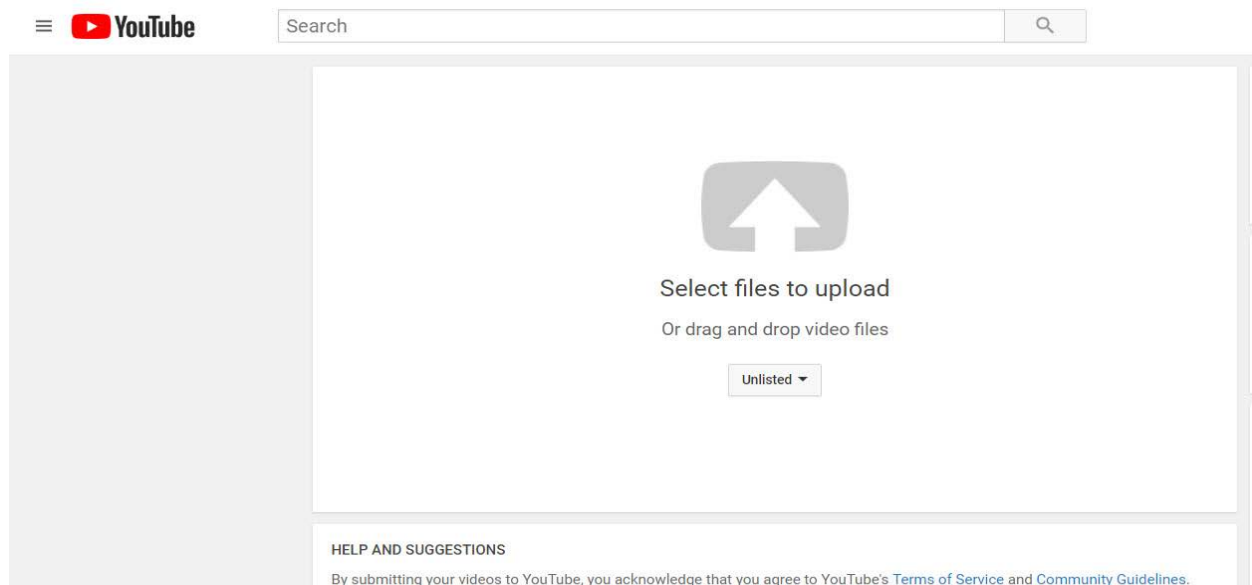 YouTube
Search
Select files to upload
Or drag and drop video files
Unlisted
HELP AND SUGGESTIONS
By submitting your videos to YouTube, you acknowledge that you agree to YouTube's Terms of Service and Community Guidelines.